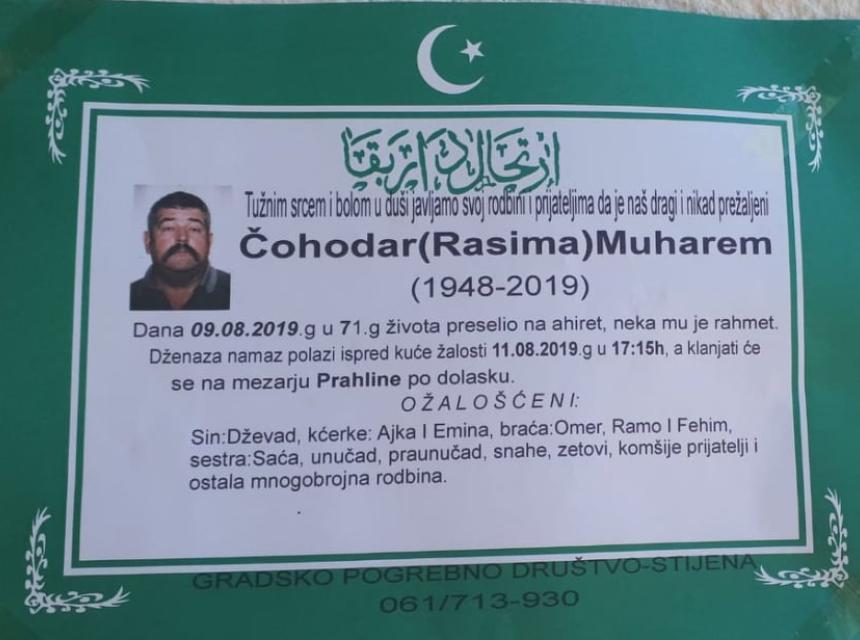 إرتحال دار بقا
Tužnim srcem i bolom u duši javljamo svoj rodbini i prijateljima da je naš dragi i nikad prežaljeni
Čohodar(Rasima)Muharem
(1948-2019)
Dana 09.08.2019.g u 71.g života preselio na ahiret, neka mu je rahmet.
Dženaza namaz polazi ispred kuće žalosti 11.08.2019.g u 17:15h, a klanjati će
se na mezarju Prahline po dolasku.
OŽALOŠĆENI:
Sin:Dževad, kćerke: Ajka I Emina, braća:Omer, Ramo I Fehim,
sestra:Saća, unučad, praunučad, snahe, zetovi, komšije prijatelji i
ostala mnogobrojna rodbina.
GRADSKO POGREBNO DRUŠTVO-STIJENA
061/713-930